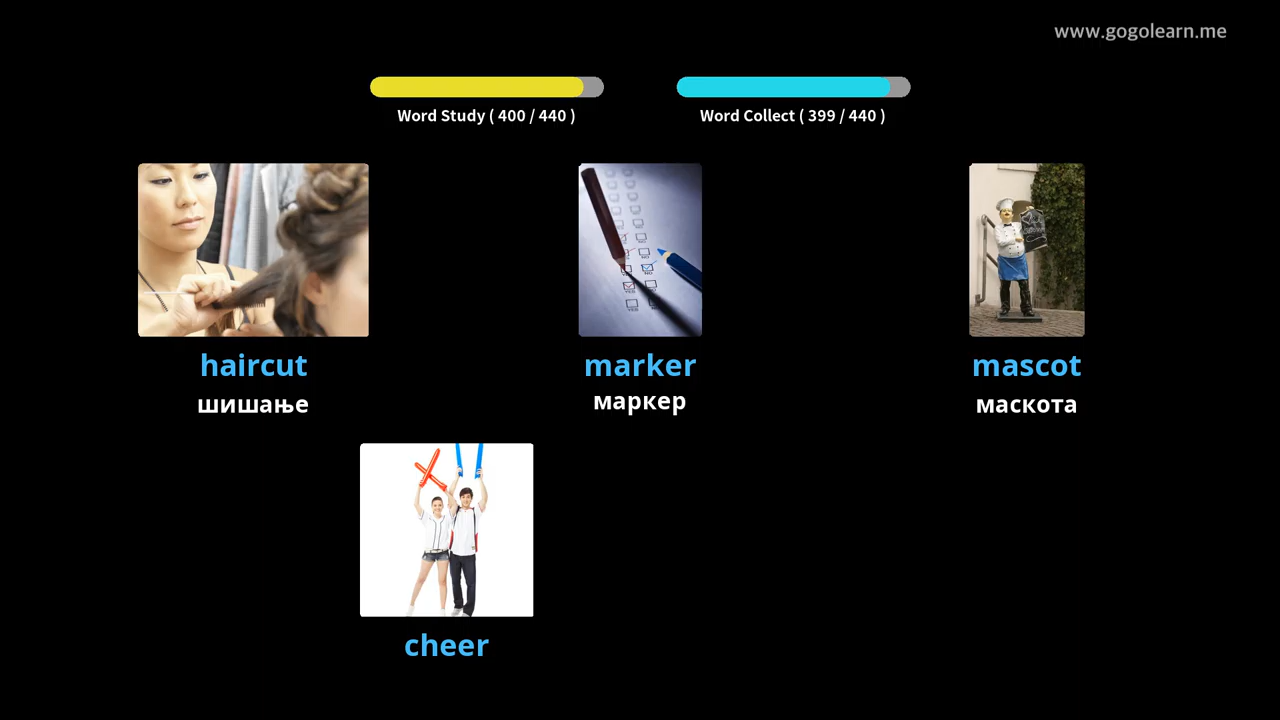 www.gogolearn.me
Word Study ( 400 / 440 )
Word Collect ( 399 / 440 )
haircut
шишање
marker
маркер
mascot
маскота
cheer